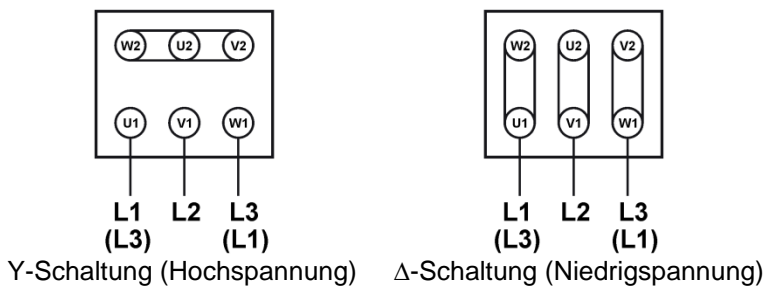 W2 U2 V2 W2 U2 V2
U1 V1 W1 U1 V1 W1
L1 L2 L3 L1 L2 L3
(L3) (L1) (L3) (L1)
Y-Schaltung (Hochspannung) Δ-Schaltung (Niedrigspannung)